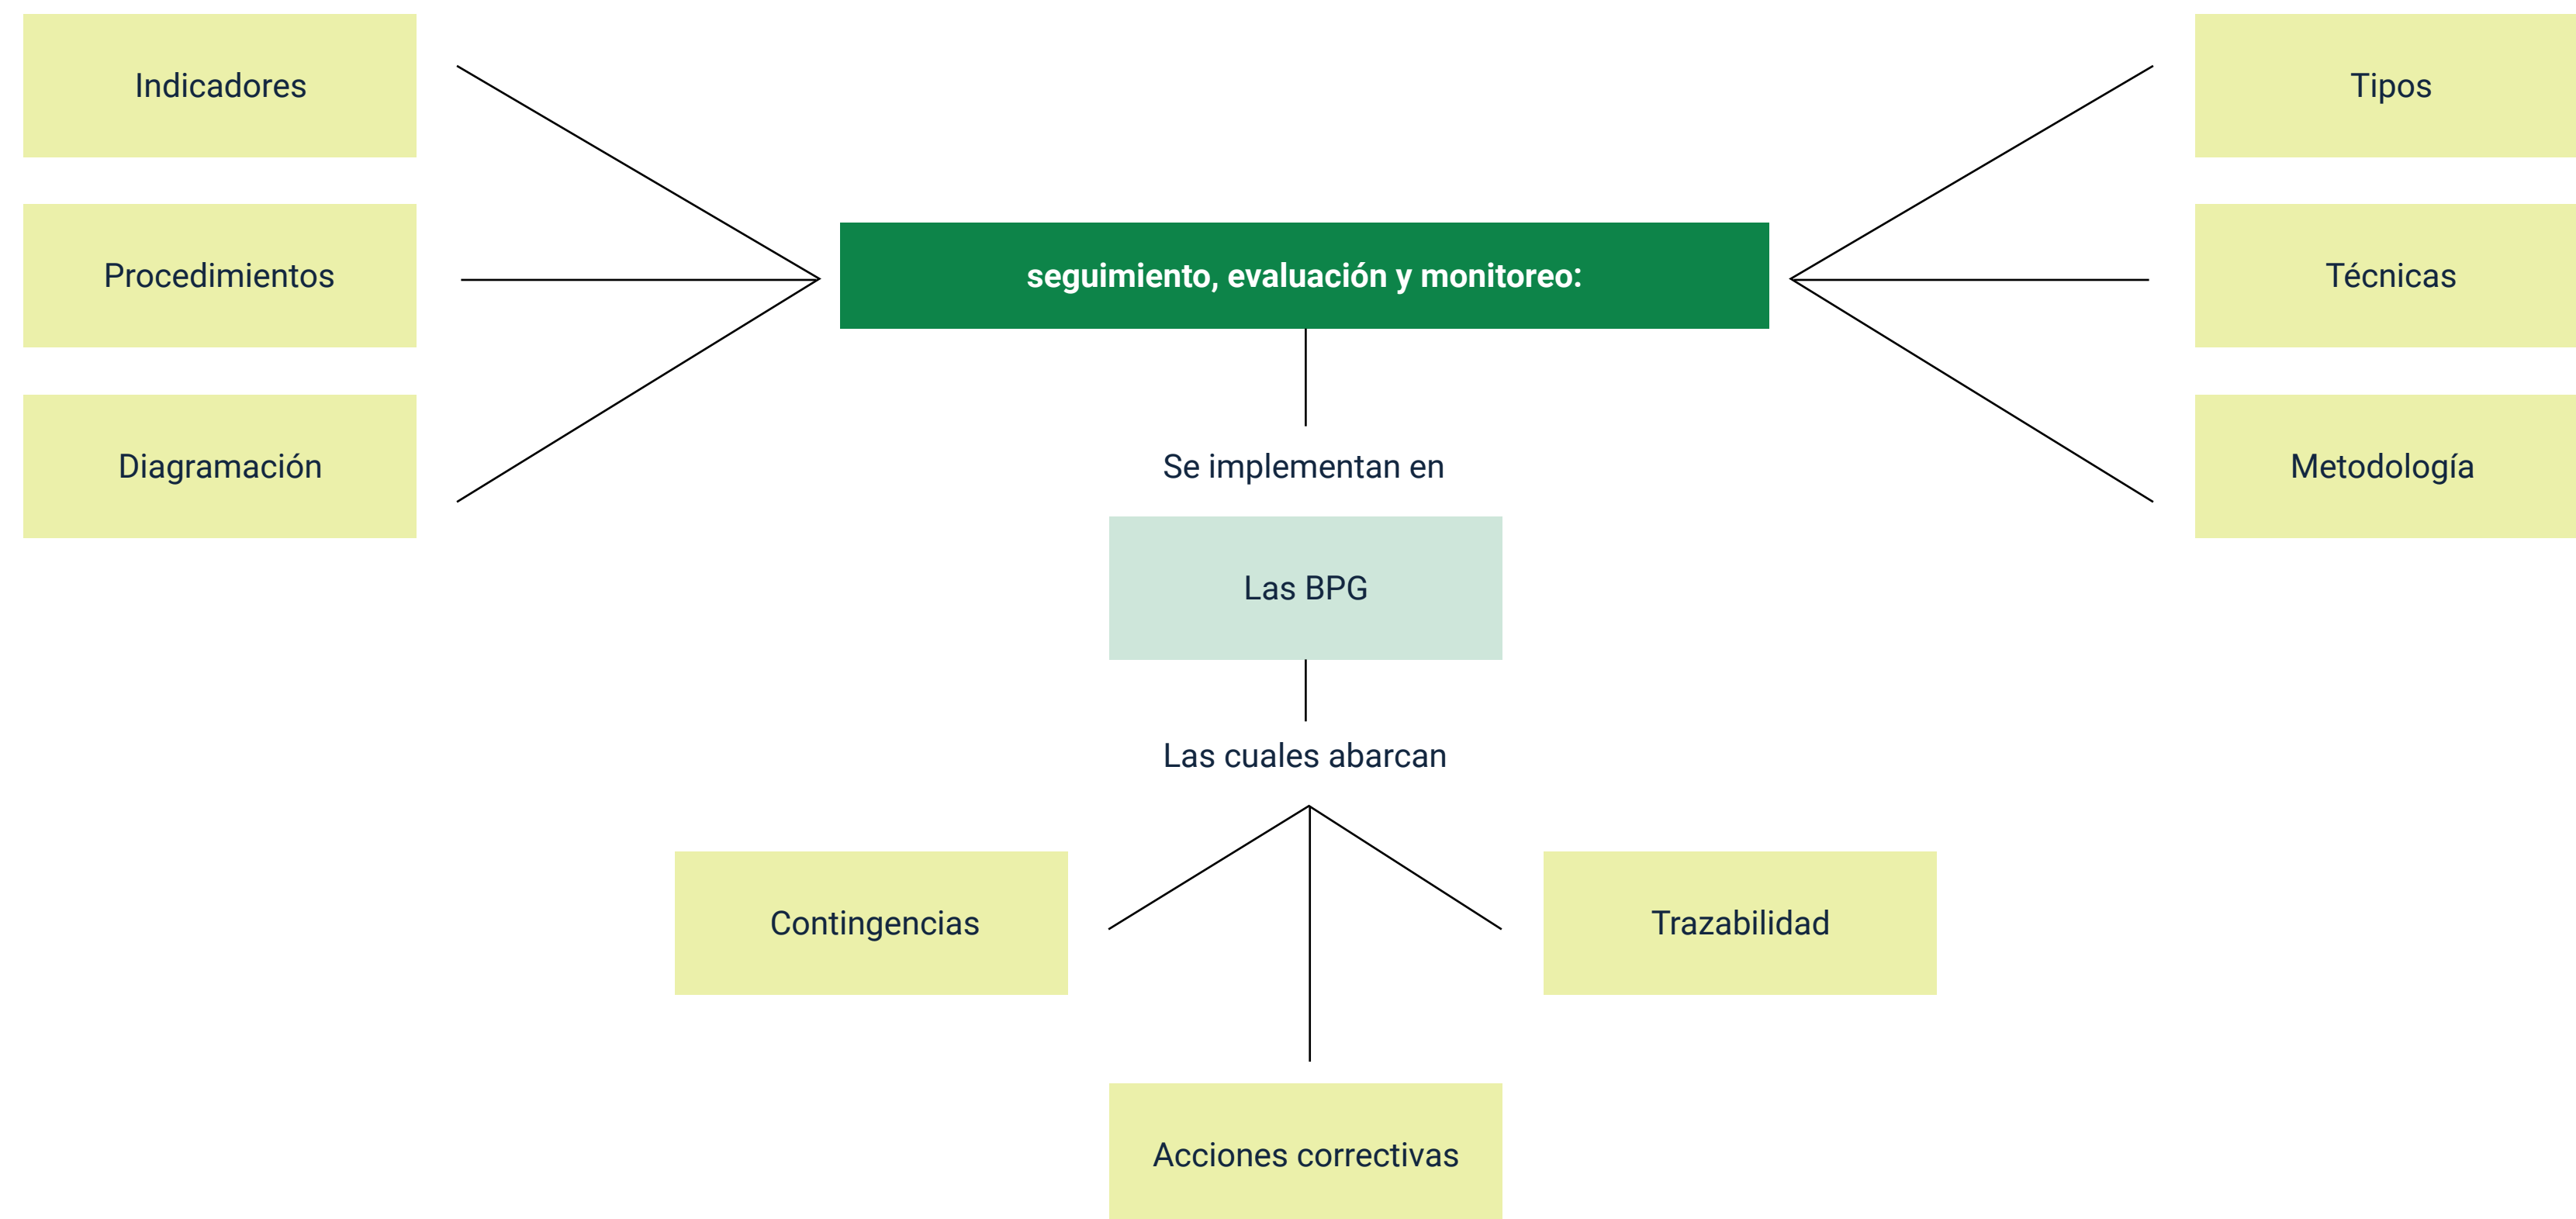 Indicadores
Tipos
Procedimientos
seguimiento, evaluación y monitoreo:
Técnicas
Diagramación
Se implementan en
Metodología
Las BPG
Las cuales abarcan
Contingencias
Trazabilidad
Acciones correctivas